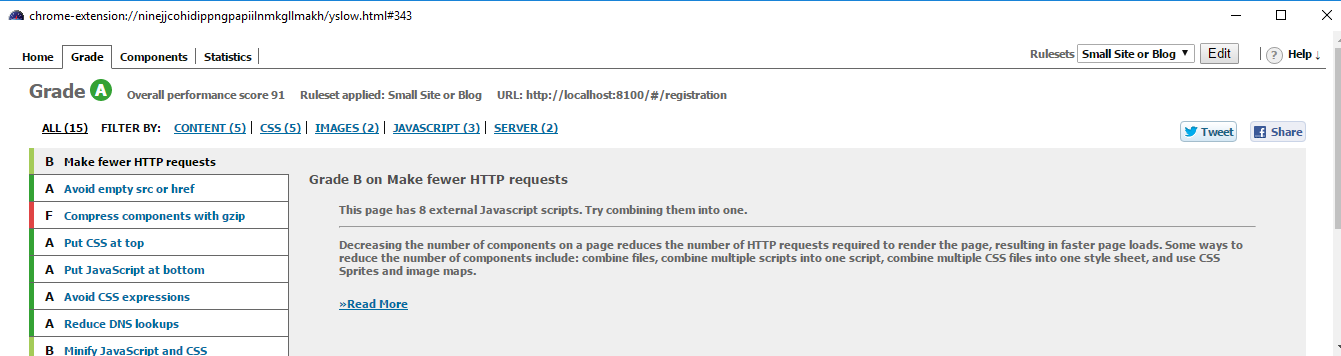 chrome-extension://ninejjcohidippngpapiilnmkgllmakh/yslow.html#343
Home Grade Components Statistics Rulesets Small Site or Blog ▼ Edit ? Help ↓
Grade A Overall performance score 91 Ruleset applied: Small Site or Blog URL: http://localhost:8100/#/registration
ALL (15) FILTER BY: CONTENT (5) | CSS (5) | IMAGES (2) | JAVASCRIPT (3) | SERVER (2)
Tweet Share
B Make fewer HTTP requests
A Avoid empty src or href
F Compress components with gzip
A Put CSS at top
A Put JavaScript at bottom
A Avoid CSS expressions
A Reduce DNS lookups
B Minify JavaScript and CSS
Grade B on Make fewer HTTP requests
This page has 8 external Javascript scripts. Try combining them into one.
Decreasing the number of components on a page reduces the number of HTTP requests required to render the page, resulting in faster page loads. Some ways to
reduce the number of components include: combine files, combine multiple scripts into one script, combine multiple CSS files into one style sheet, and use CSS
Sprites and image maps.
»Read More